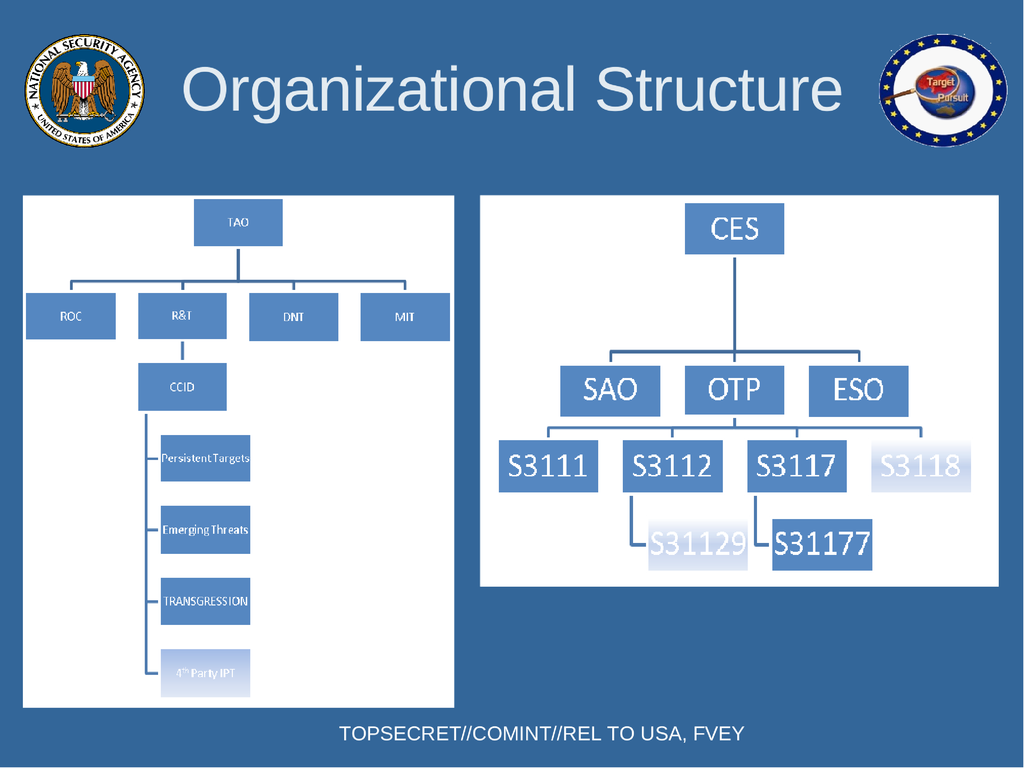 Organizational Structure
NATIONAL SECURITY AGENCY
UNITED STATES OF AMERICA
Target
Pursuit
TAO
ROC
R&T
DNT
MIT
CCID
Persistent Targets
Emerging Threats
TRANSGRESSION
4th Party IPT
CES
SAO
OTP
ESO
S3111
S3112
S3117
S3118
S31129
S31177
TOPSECRET//COMINT//REL TO USA, FVEY